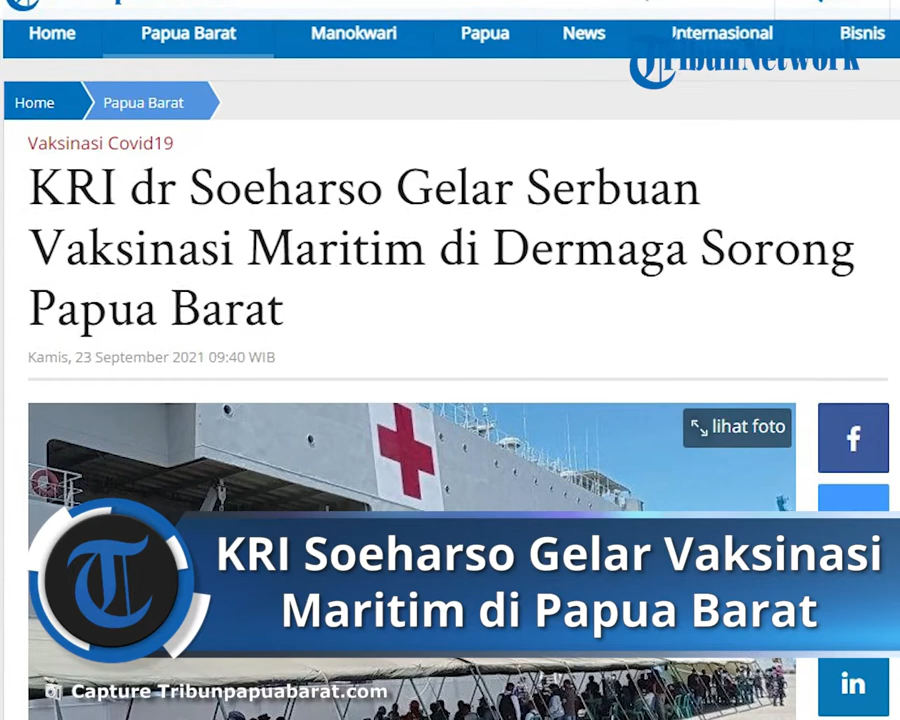 Home Papua Barat Manokwari Papua News Internasional Bisnis
TribunNetwork
Home Papua Barat
Vaksinasi Covid19
KRI dr Soeharso Gelar Serbuan
Vaksinasi Maritim di Dermaga Sorong
Papua Barat
Kamis, 23 September 2021 09:40 WIB
lihat foto
f
KRI Soeharso Gelar Vaksinasi
Maritim di Papua Barat
T
Capture Tribunpapuabarat.com
in